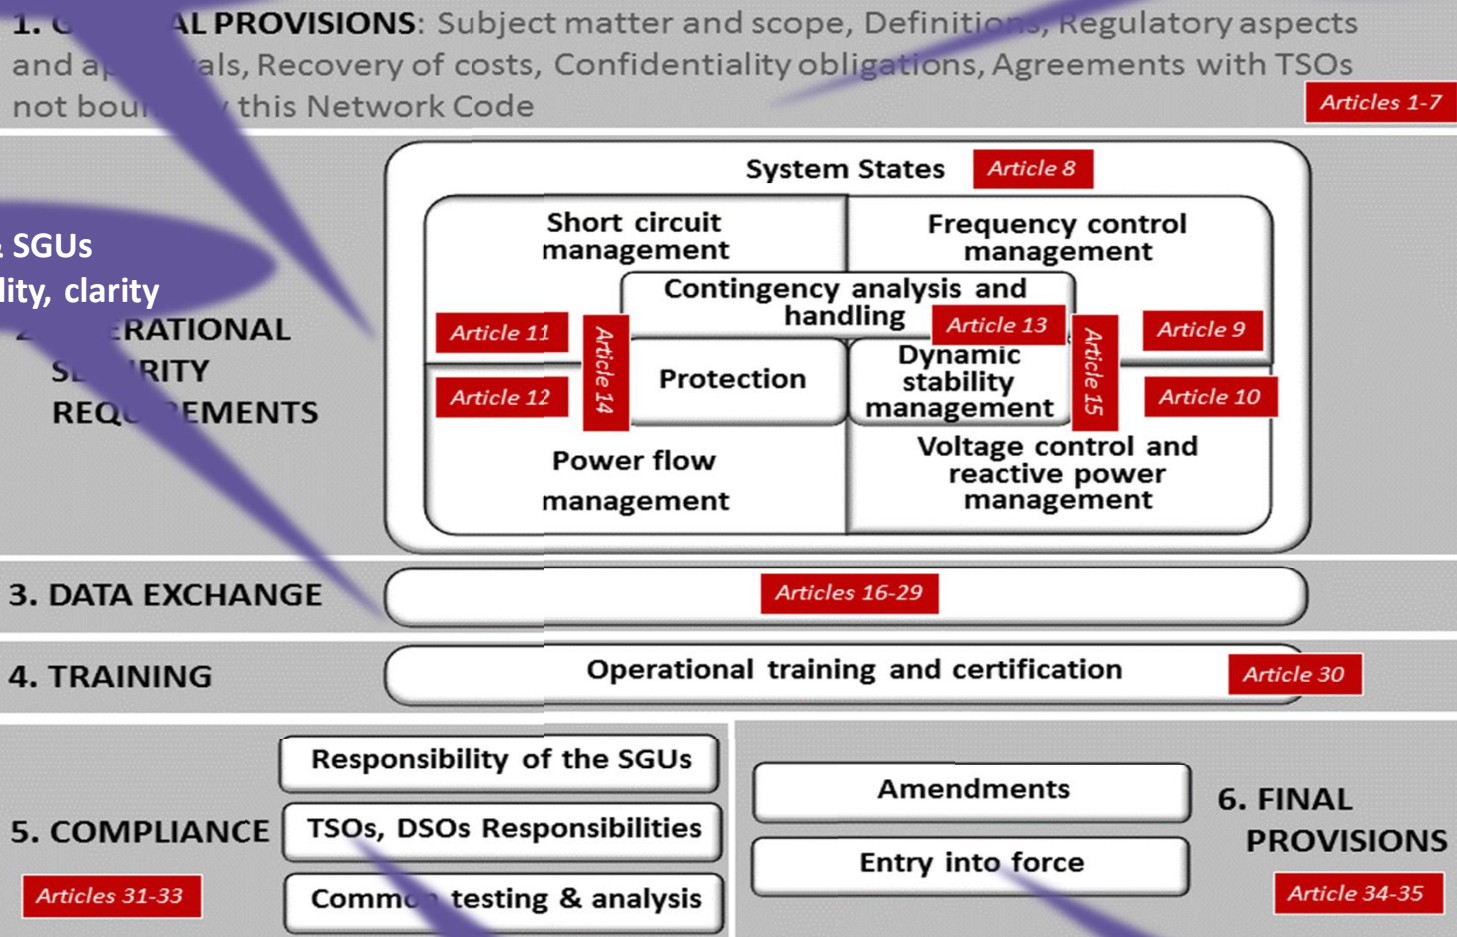 1. G AL PROVISIONS: Subject matter and scope, Definitions, Regulatory aspects
and ap als, Recovery of costs, Confidentiality obligations, Agreements with TSOs
not bou y this Network Code
Articles 1-7
System States
Article 8
Short circuit
management
Frequency control
management
SGUs
lity, clarity
Contingency analysis and
handling
Article 13
Article 11
Article 14
Article 15
Article 9
ERATIONAL
SE RITY
REQU EMENTS
Protection
Dynamic
stability
management
Article 12
Article 10
Power flow
management
Voltage control and
reactive power
management
3. DATA EXCHANGE
Articles 16-29
4. TRAINING
Operational training and certification
Article 30
5. COMPLIANCE
Articles 31-33
Responsibility of the SGUs
TSOs, DSOs Responsibilities
Common testing & analysis
Amendments
Entry into force
6. FINAL
PROVISIONS
Article 34-35